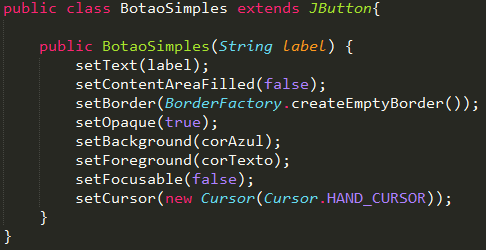 public class BotaoSimples extends JButton{
public BotaoSimples(String label) {
setText(label);
setContentAreaFilled(false);
setBorder(BorderFactory.createEmptyBorder());
setOpaque(true);
setBackground(corAzul);
setForeground(corTexto);
setFocusable(false);
setCursor(new Cursor(Cursor.HAND_CURSOR));
}
}